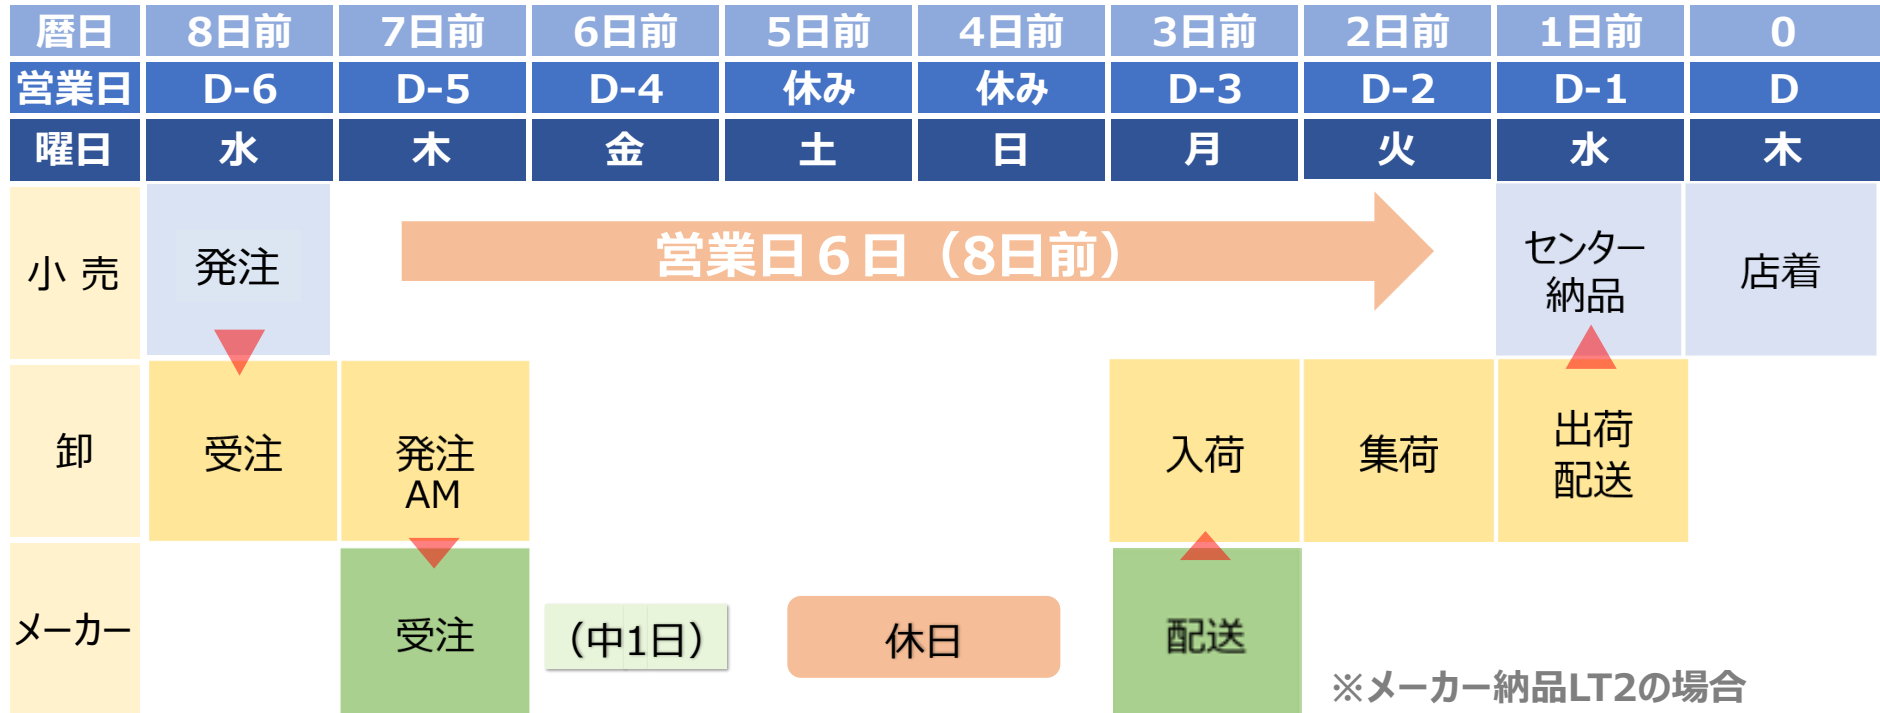 暦日 8日前 7日前 6日前 5日前 4日前 3日前 2日前 1日前 0
営業日 D-6 D-5 D-4 休み 休み D-3 D-2 D-1 D
曜日 水 木 金 土 日 月 火 水 木
小 売
発注
営業日６日（8日前）
センター
納品
店着
卸
受注
発注
AM
入荷
集荷
出荷
配送
メーカー
受注
（中1日）
休日
配送
※メーカー納品LT2の場合